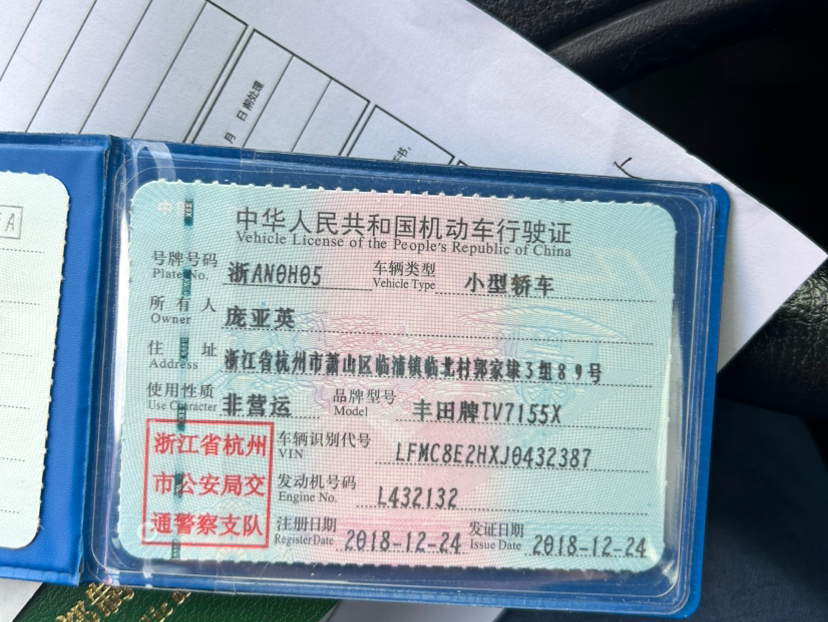 月 日前处理
中华人民共和国机动车行驶证
Vehicle License of the People's Republic of China
号牌号码 浙AN0H05 车辆类型 小型轿车
Plate No. Vehicle Type
所有人 庞亚英
Owner
住址 浙江省杭州市萧山区临浦镇临北村郭家埭3组89号
Address
使用性质 非营运 品牌型号 丰田牌TV7155X
Use Character Model
浙江省杭州
市公安局交
通警察支队
车辆识别代号 LFMC8E2HXJ0432387
VIN
发动机号码 L432132
Engine No.
注册日期 2018-12-24 发证日期 2018-12-24
Register Date Issue Date